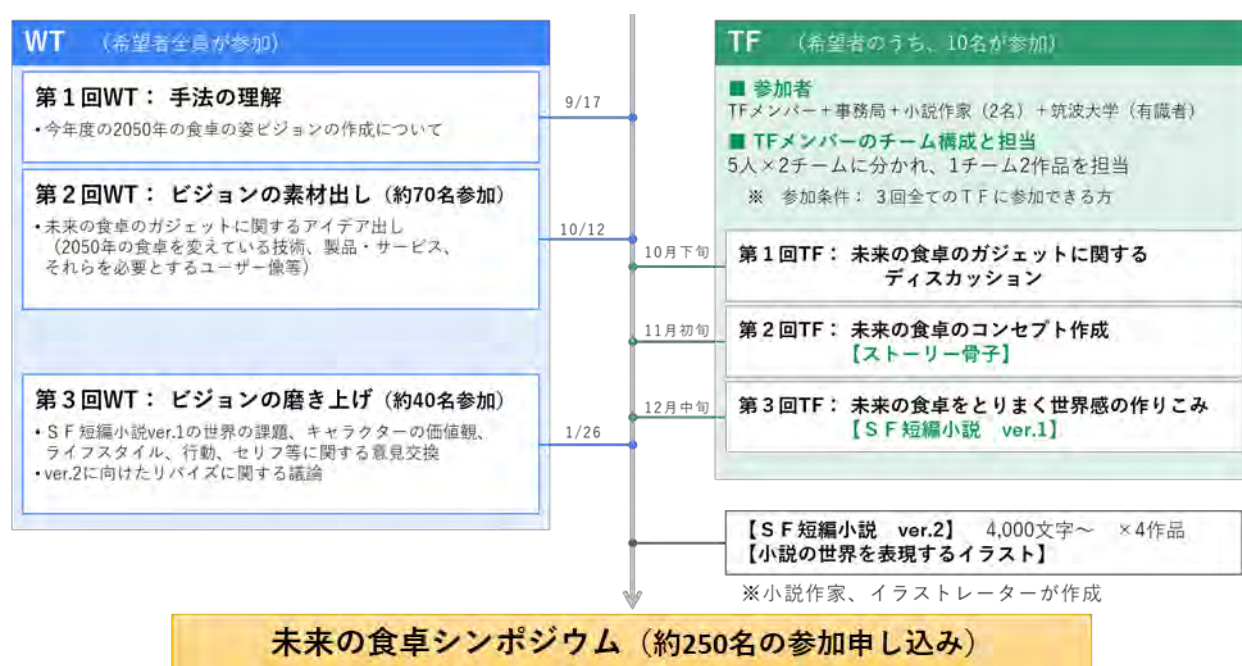 WT (希望者全員が参加)
第1回WT： 手法の理解
・今年度の2050年の食卓の姿ビジョンの作成について
第2回WT： ビジョンの素材出し（約70名参加）
・未来の食卓のガジェットに関するアイデア出し
（2050年の食卓を変えている技術、製品・サービス、
それらを必要とするユーザー像等）
第3回WT： ビジョンの磨き上げ（約40名参加）
・ＳＦ短編小説ver.1の世界の課題、キャラクターの価値観、
ライフスタイル、行動、セリフ等に関する意見交換
・ver.2に向けたリバイズに関する議論
9/17
10/12
10月下旬
11月初旬
12月中旬
1/26
TF （希望者のうち、10名が参加）
■ 参加者
TFメンバー＋事務局＋小説作家（2名）＋筑波大学（有識者）
■ TFメンバーのチーム構成と担当
5人×2チームに分かれ、1チーム2作品を担当
※ 参加条件： 3回全てのＴＦに参加できる方
第1回TF： 未来の食卓のガジェットに関する
ディスカッション
第2回TF： 未来の食卓のコンセプト作成
【ストーリー骨子】
第3回TF： 未来の食卓をとりまく世界感の作りこみ
【ＳＦ短編小説 ver.1】
【ＳＦ短編小説 ver.2】 4,000文字～ ×4作品
【小説の世界を表現するイラスト】
※小説作家、イラストレーターが作成
未来の食卓シンポジウム（約250名の参加申し込み）